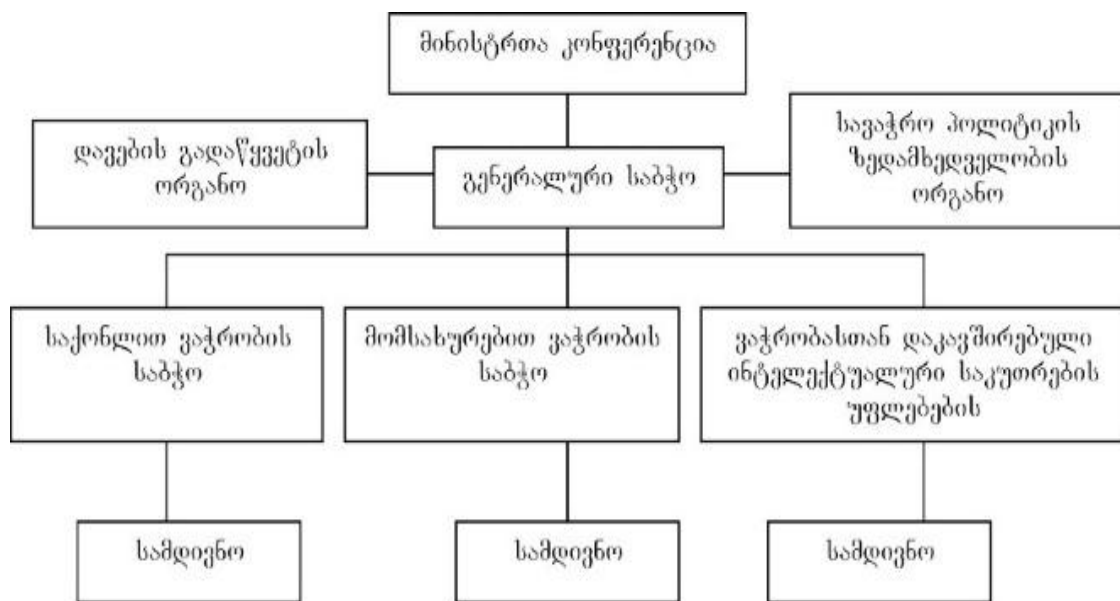 მინისტრთა კონფერენცია
დავების გადაწყვეტის
ორგანო
გენერალური საბჭო
სავაჭრო პოლიტიკის
ზედამხედველობის
ორგანო
საქონლით ვაჭრობის
საბჭო
მომსახურებით ვაჭრობის
საბჭო
ვაჭრობასთან დაკავშირებული
ინტელექტუალური საკუთრების
უფლებების
სამდივნო
სამდივნო
სამდივნო